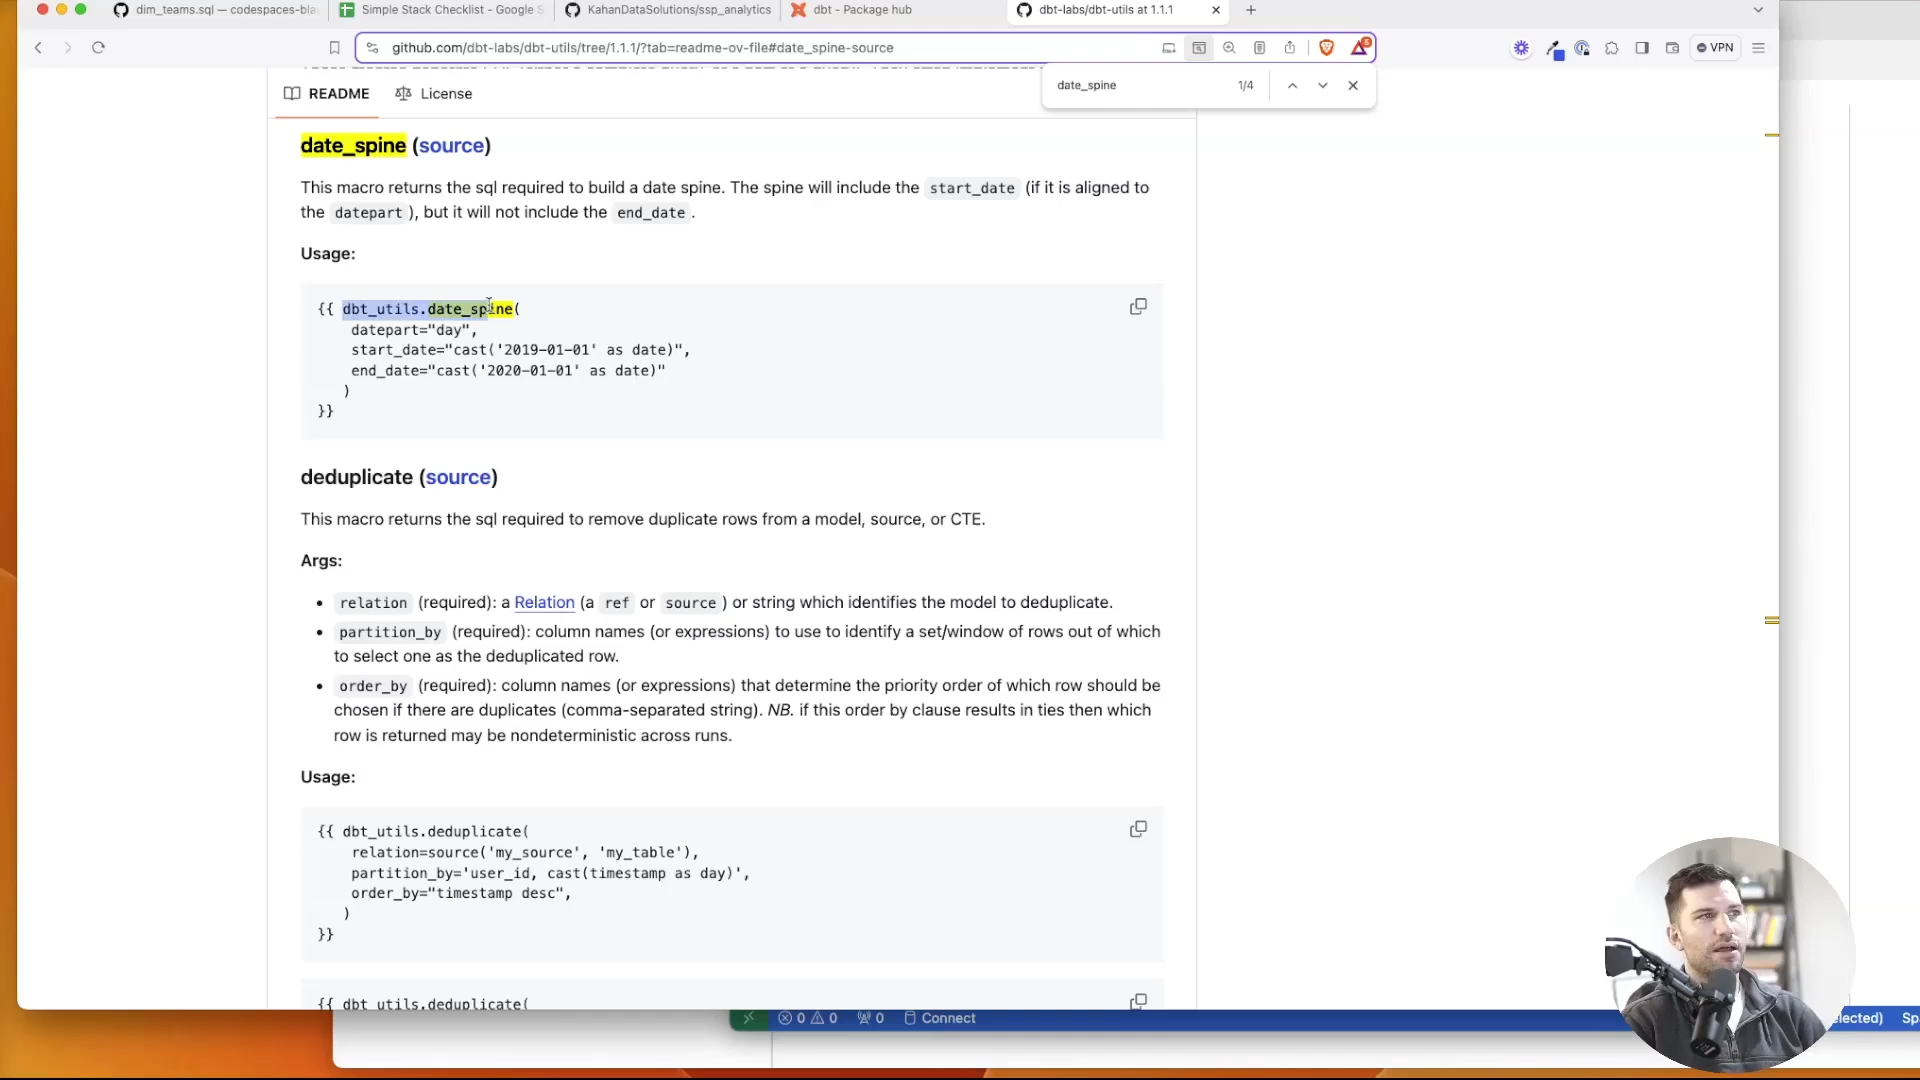 dim_teams.sql — codespaces-bla
Simple Stack Checklist - Google S
KahanDataSolutions/ssp_analytics
dbt - Package hub
dbt-labs/dbt-utils at 1.1.1
github.com/dbt-labs/dbt-utils/tree/1.1.1/?tab=readme-ov-file#date_spine-source
VPN
date_spine 1/4
README
License
date_spine (source)
This macro returns the sql required to build a date spine. The spine will include the start_date (if it is aligned to
the datepart ), but it will not include the end_date .
Usage:
{{ dbt_utils.date_spine(
datepart="day",
start_date="cast('2019-01-01' as date)",
end_date="cast('2020-01-01' as date)"
)
}}
deduplicate (source)
This macro returns the sql required to remove duplicate rows from a model, source, or CTE.
Args:
• relation (required): a Relation (a ref or source ) or string which identifies the model to deduplicate.
• partition_by (required): column names (or expressions) to use to identify a set/window of rows out of which
to select one as the deduplicated row.
• order_by (required): column names (or expressions) that determine the priority order of which row should be
chosen if there are duplicates (comma-separated string). NB. if this order by clause results in ties then which
row is returned may be nondeterministic across runs.
Usage:
{{ dbt_utils.deduplicate(
relation=source('my_source', 'my_table'),
partition_by='user_id, cast(timestamp as day)',
order_by="timestamp desc",
)
}}
{{ dbt_utils.deduplicate(
0 0 0 Connect
elected) Spa